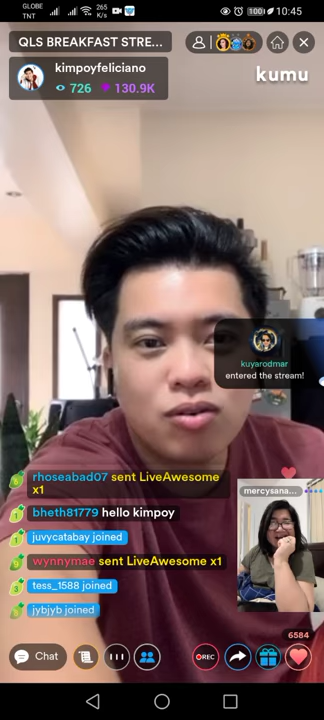 GLOBE
TNT
265
K/s
100
10:45
QLS BREAKFAST STRE...
kimpoyfeliciano
726
130.9K
kumu
kuyarodmar
entered the stream!
rhoseabad07 sent LiveAwesome
x1
bheth81779 hello kimpoy
juvycatabay joined
wynnymae sent LiveAwesome x1
tess_1588 joined
jybjyb joined
mercysana...
6584
Chat
REC